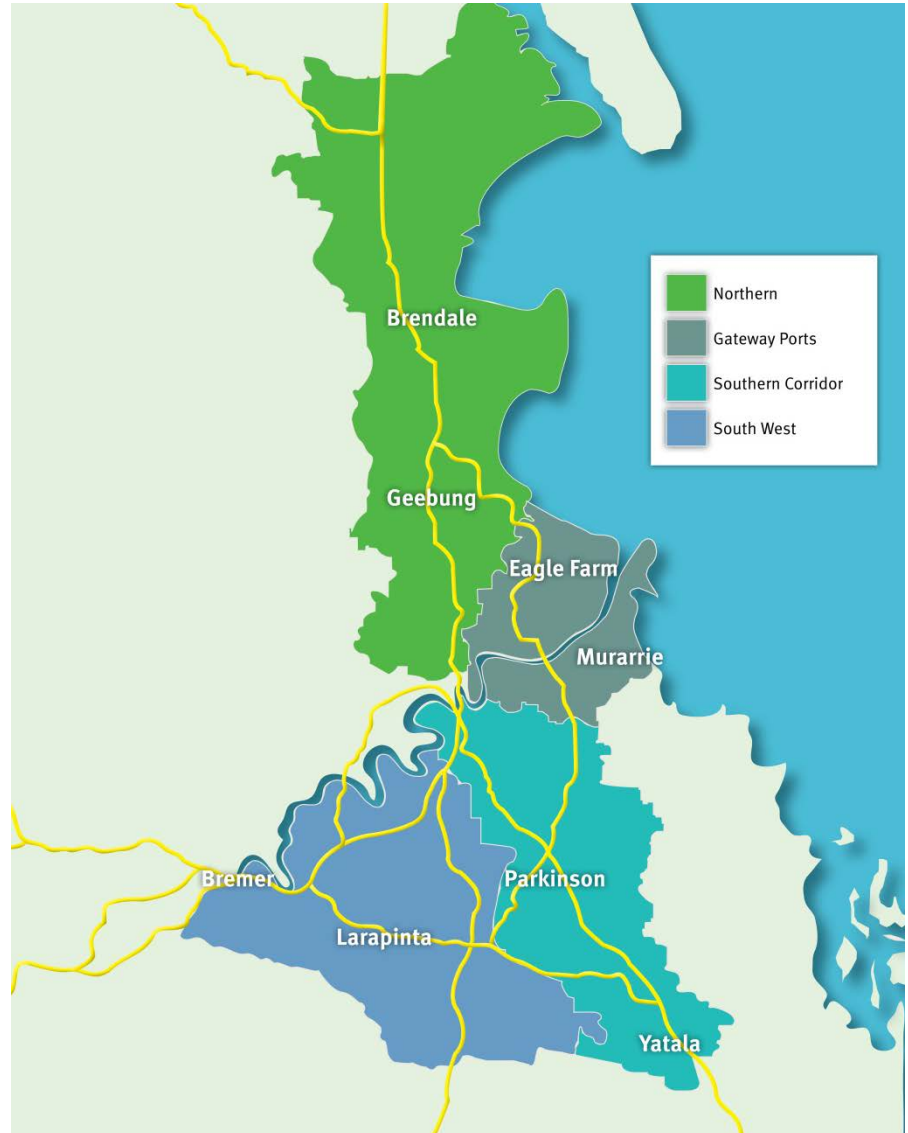 Northern
Gateway Ports
Southern Corridor
South West
Brendale
Geebung
Eagle Farm
Murarrie
Bremer
Parkinson
Larapinta
Yatala